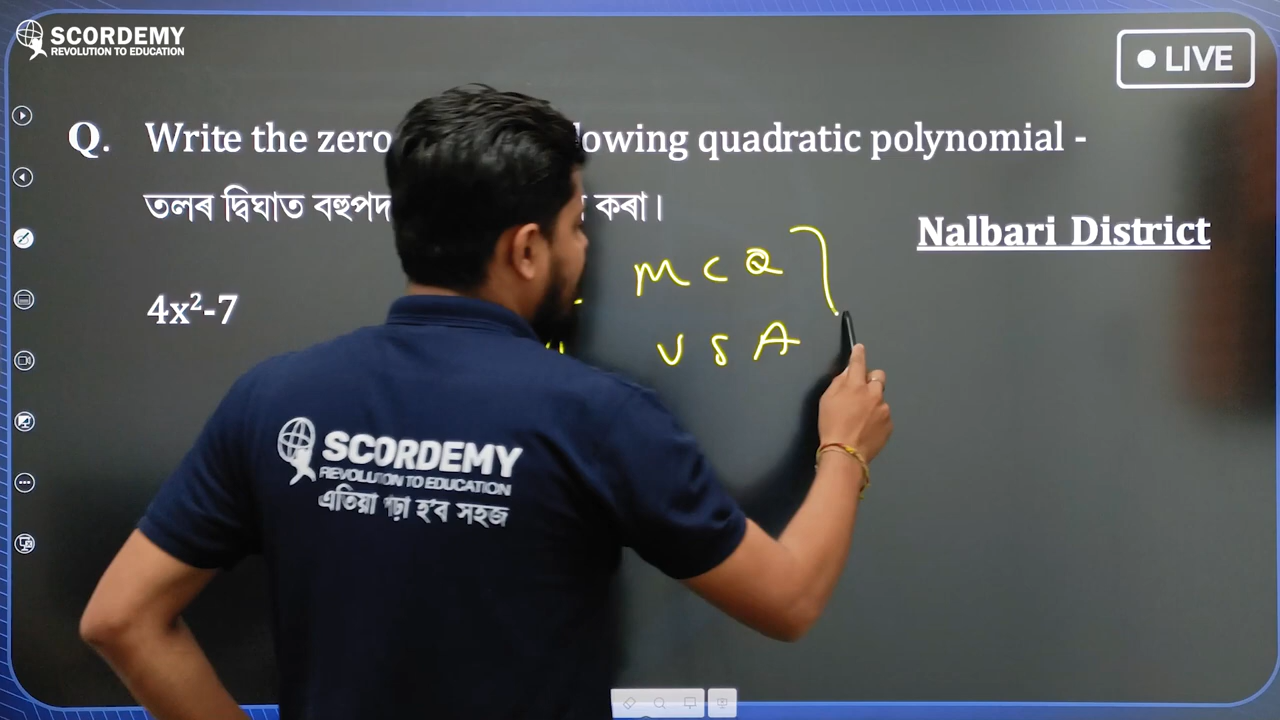 SCORDEMY
REVOLUTION TO EDUCATION
LIVE
Q. Write the zero lowing quadratic polynomial -
তলৰ দ্বিঘাত বহুপদ কৰা।
Nalbari District
4x²-7
MCQ
VSA
SCORDEMY
REVOLUTION TO EDUCATION
এতিয়া পঢ়া হ'ব সহজ